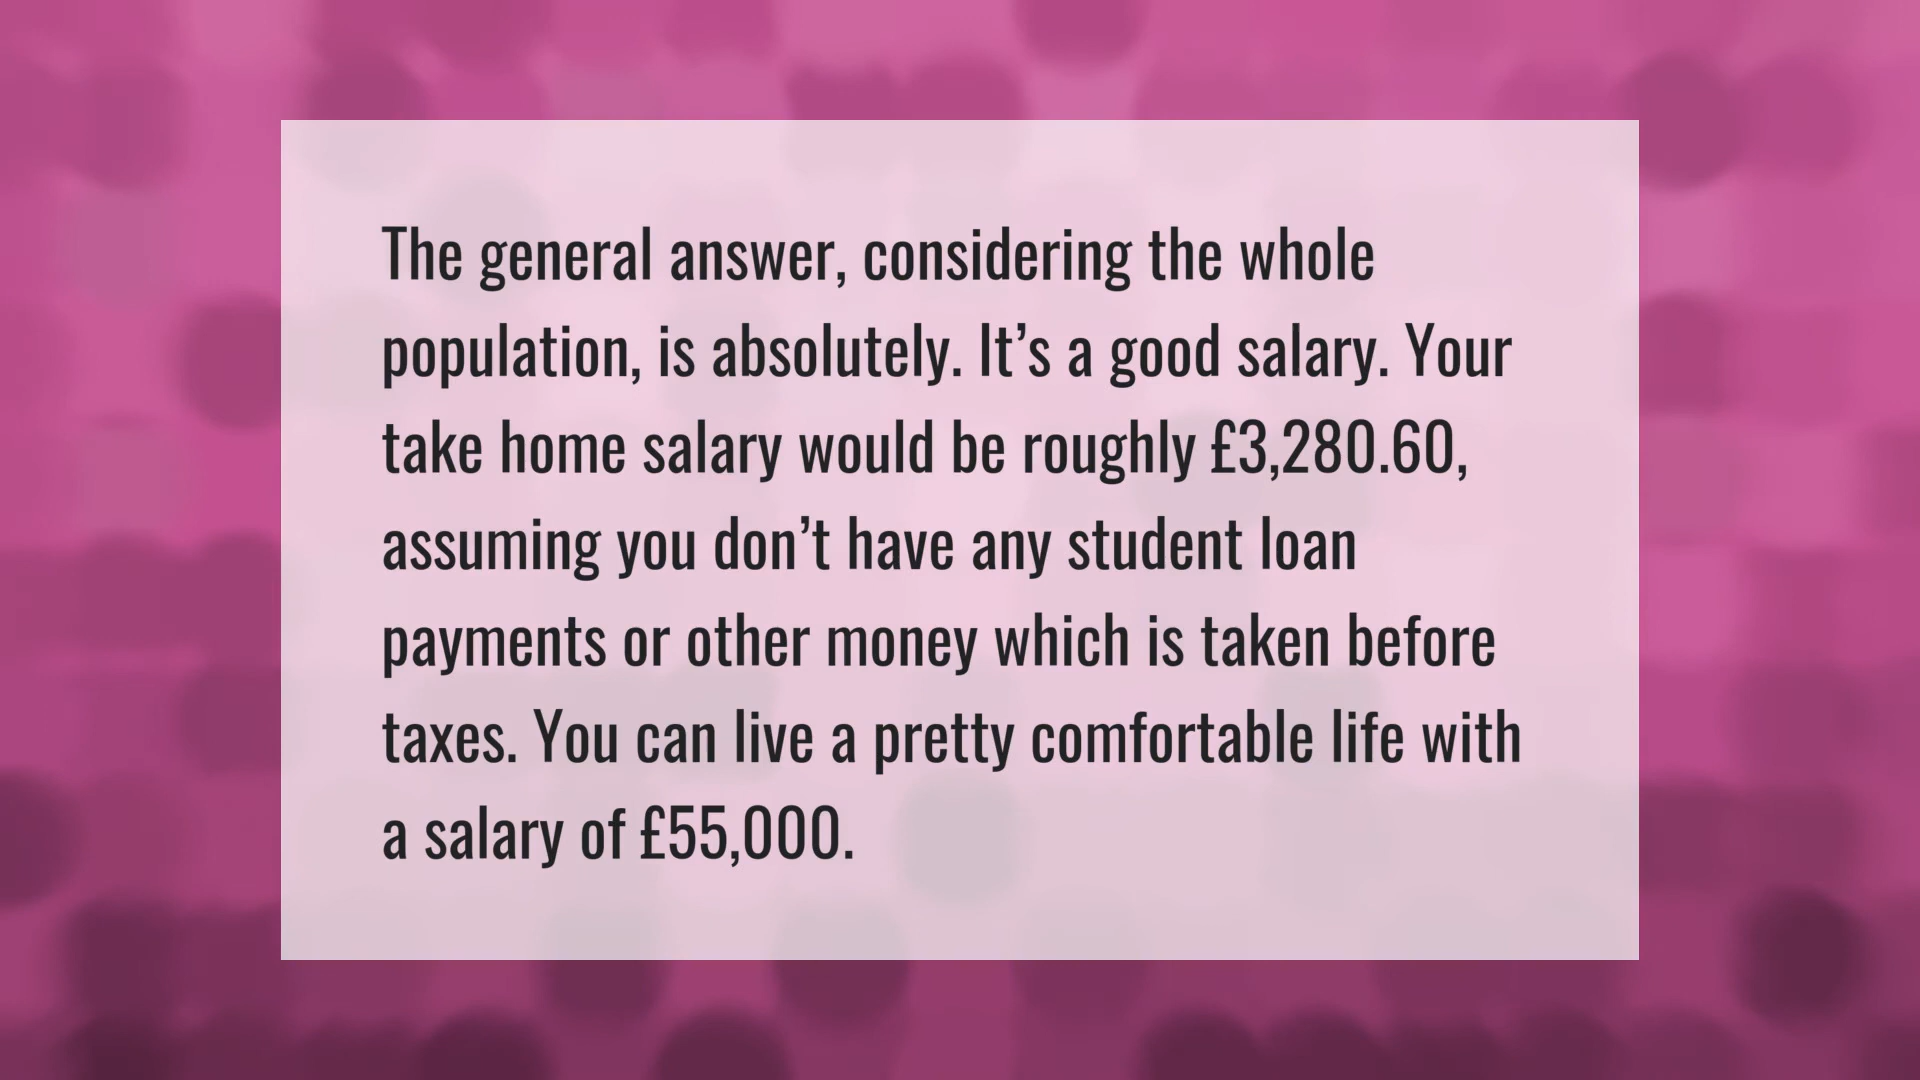 The general answer, considering the whole
population, is absolutely. It’s a good salary. Your
take home salary would be roughly £3,280.60,
assuming you don’t have any student loan
payments or other money which is taken before
taxes. You can live a pretty comfortable life with
a salary of £55,000.